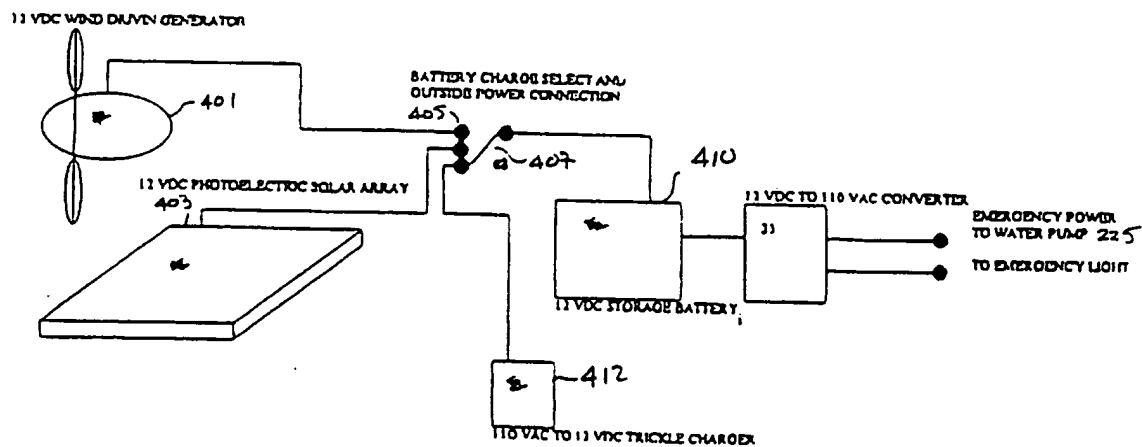 12 VDC WIND DRIVEN GENERATOR
401
BATTERY CHARGE SELECT AND
OUTSIDE POWER CONNECTION
405
407
410
12 VDC PHOTOELECTRIC SOLAR ARRAY
403
12 VDC TO 110 VAC CONVERTER
33
EMERGENCY POWER
TO WATER PUMP 225
TO EMERGENCY LIGHT
12 VDC STORAGE BATTERY
412
110 VAC TO 12 VDC TRICKLE CHARGER